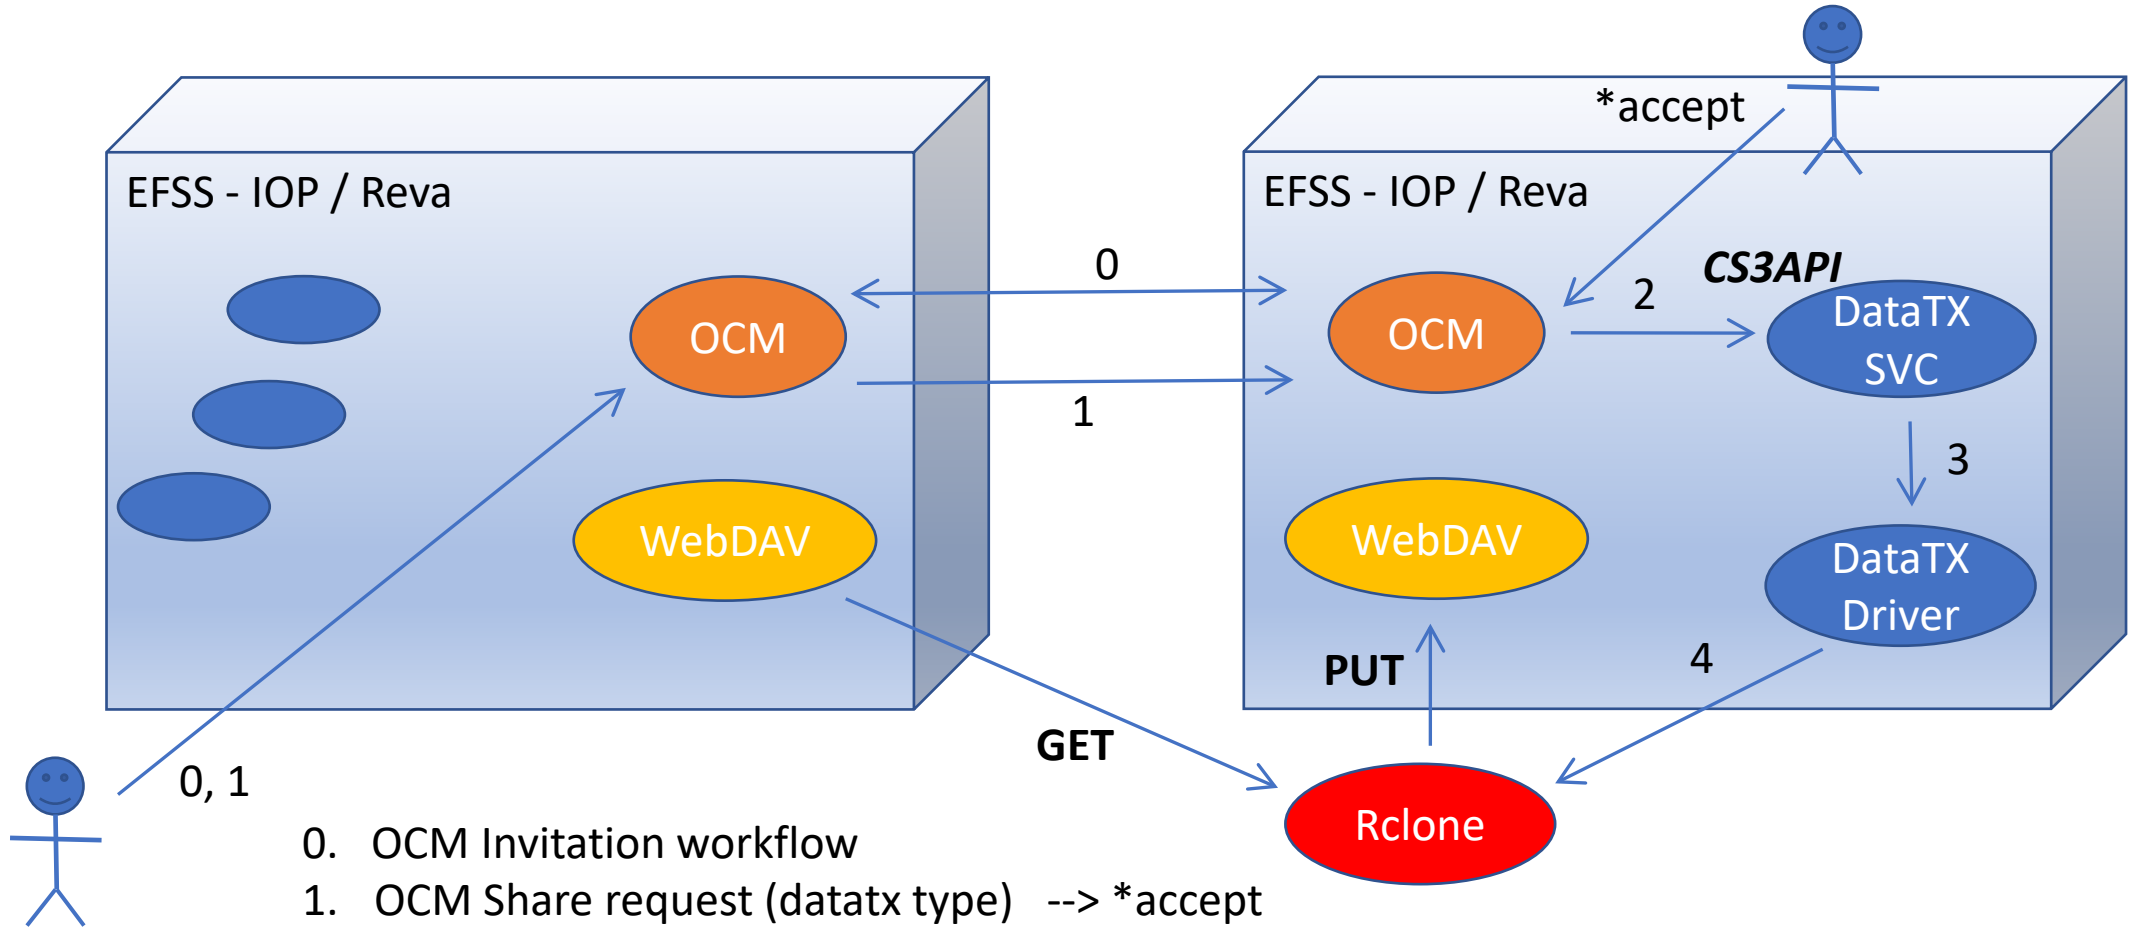 *accept
EFSS - IOP / Reva
EFSS - IOP / Reva
0
CS3API
2
OCM
OCM
DataTX
SVC
1
3
WebDAV
WebDAV
DataTX
Driver
PUT
4
GET
0, 1
Rclone
0. OCM Invitation workflow
1. OCM Share request (datatx type) --> *accept